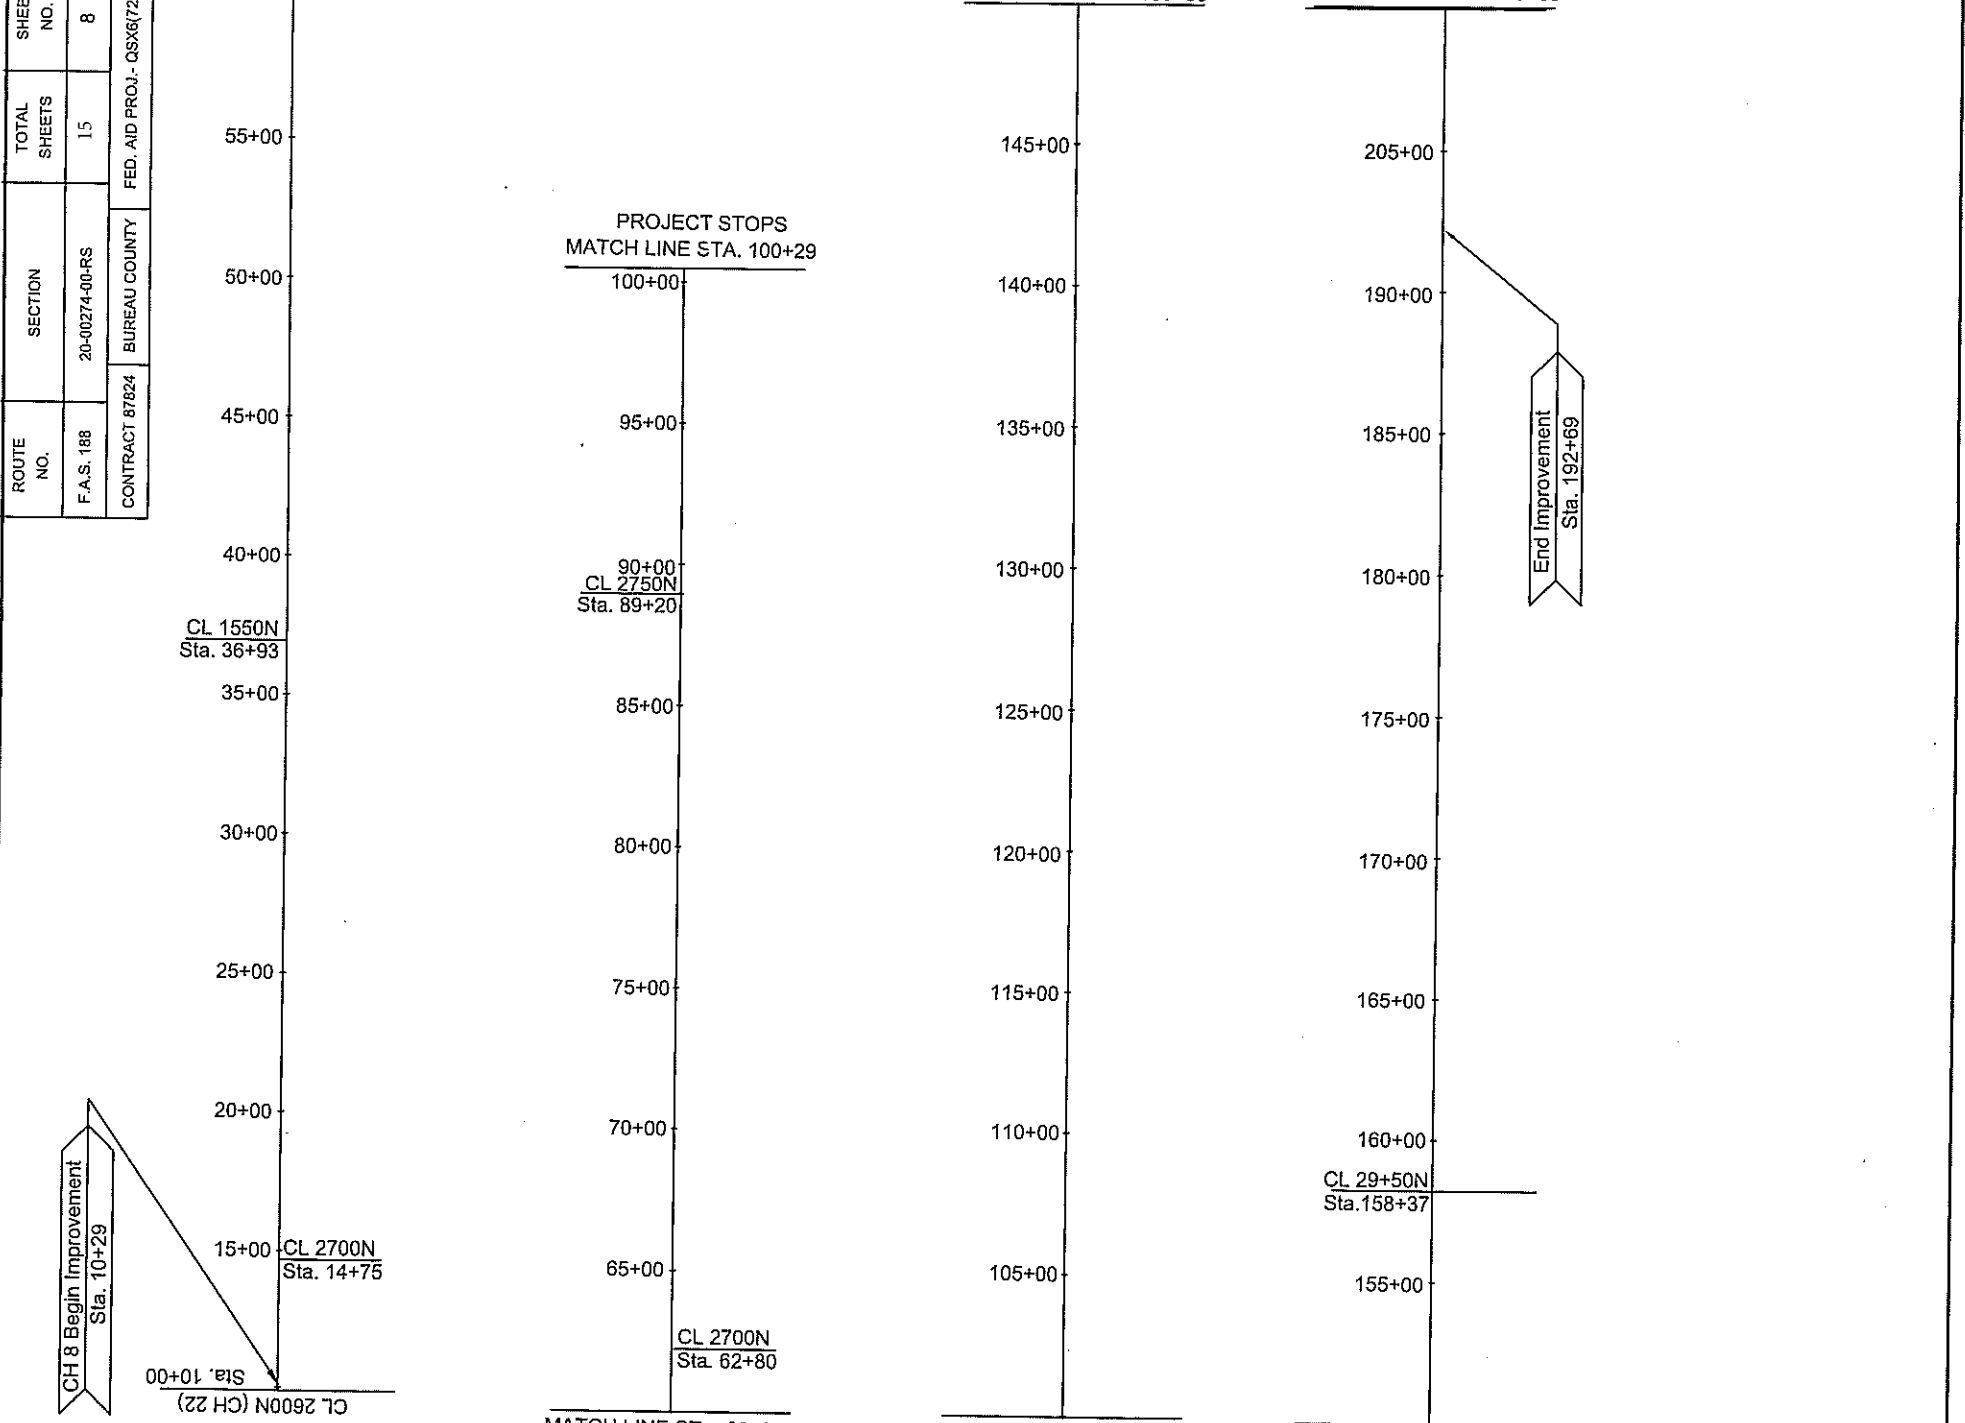 ROUTE
NO.
SECTION
TOTAL
SHEETS
NO.
F.A.S. 188
20-00274-00-RS
15
8
CONTRACT 87824
BUREAU COUNTY
FED. AID PROJ.- QSX6(72
55+00
50+00
45+00
40+00
CL 1550N
Sta. 36+93
35+00
30+00
25+00
20+00
15+00
CL 2700N
Sta. 14+75
CH 8 Begin Improvement
Sta. 10+29
Sta. 10+00
CL 2600N (CH 22)
PROJECT STOPS
MATCH LINE STA. 100+29
100+00
95+00
90+00
CL 2750N
Sta. 89+20
85+00
80+00
75+00
70+00
65+00
CL 2700N
Sta. 62+80
145+00
140+00
135+00
130+00
125+00
120+00
115+00
110+00
105+00
205+00
190+00
185+00
180+00
175+00
170+00
165+00
160+00
CL 29+50N
Sta.158+37
155+00
End Improvement
Sta. 192+69